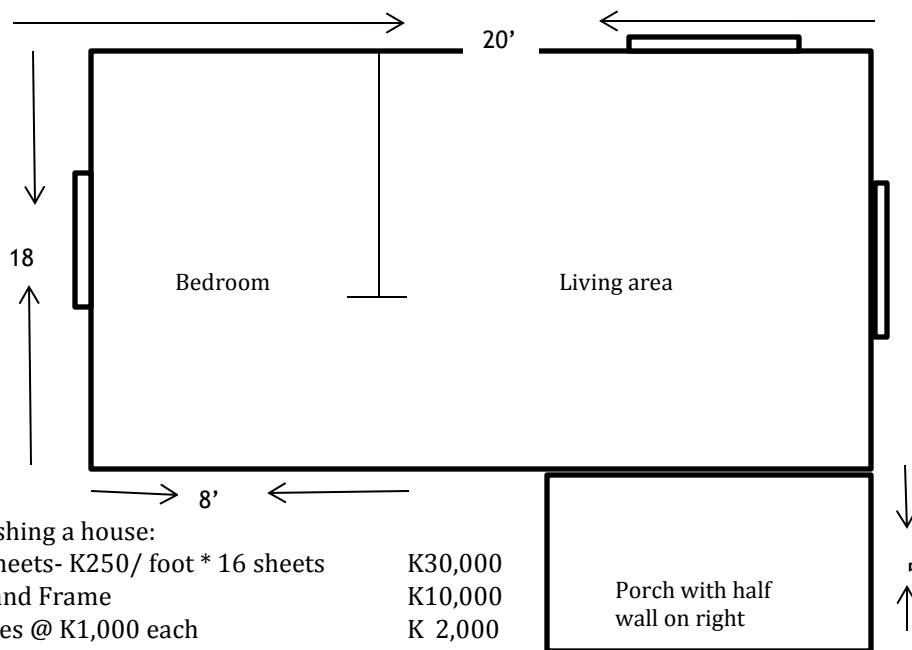 20’
18
Bedroom Living area
8’
shing a house:
heets- K250/ foot * 16 sheets K30,000
and Frame K10,000
es @ K1,000 each K 2,000
Porch with half
wall on right